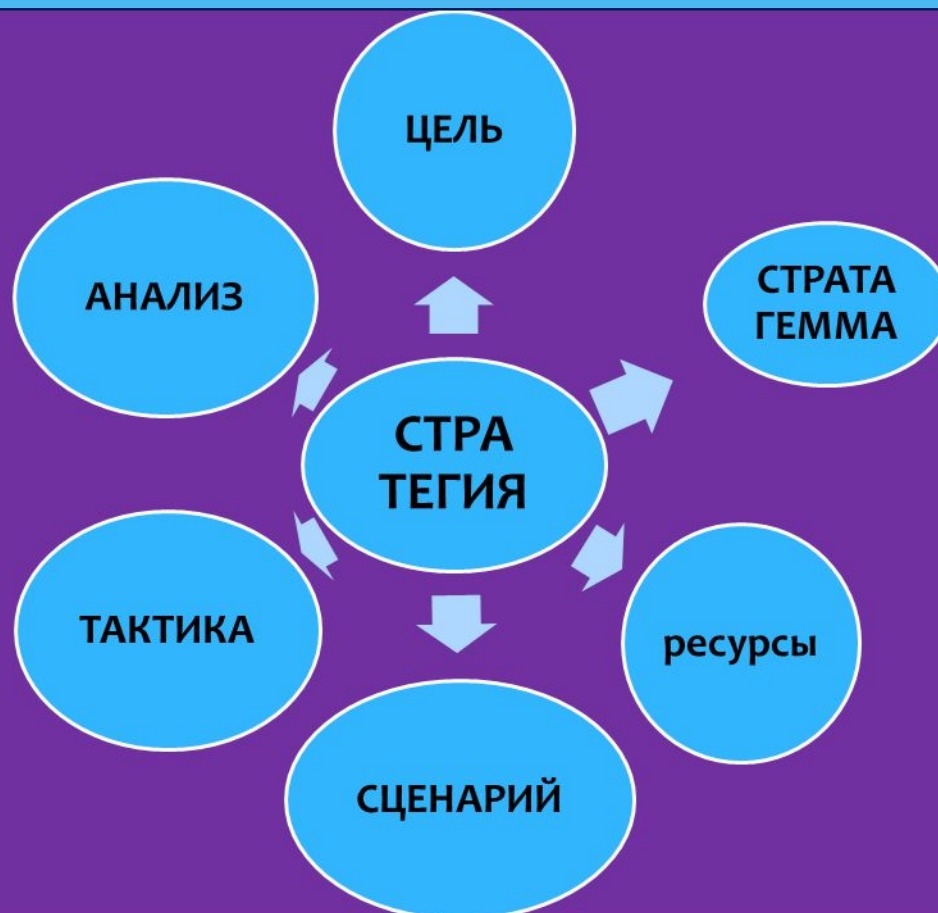 ЦЕЛЬ
АНАЛИЗ
СТРАТА
ГЕММА
СТРА
ТЕГИЯ
ТАКТИКА
ресурсы
СЦЕНАРИЙ